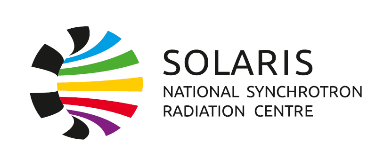 SOLARIS
NATIONAL SYNCHROTRON
RADIATION CENTRE